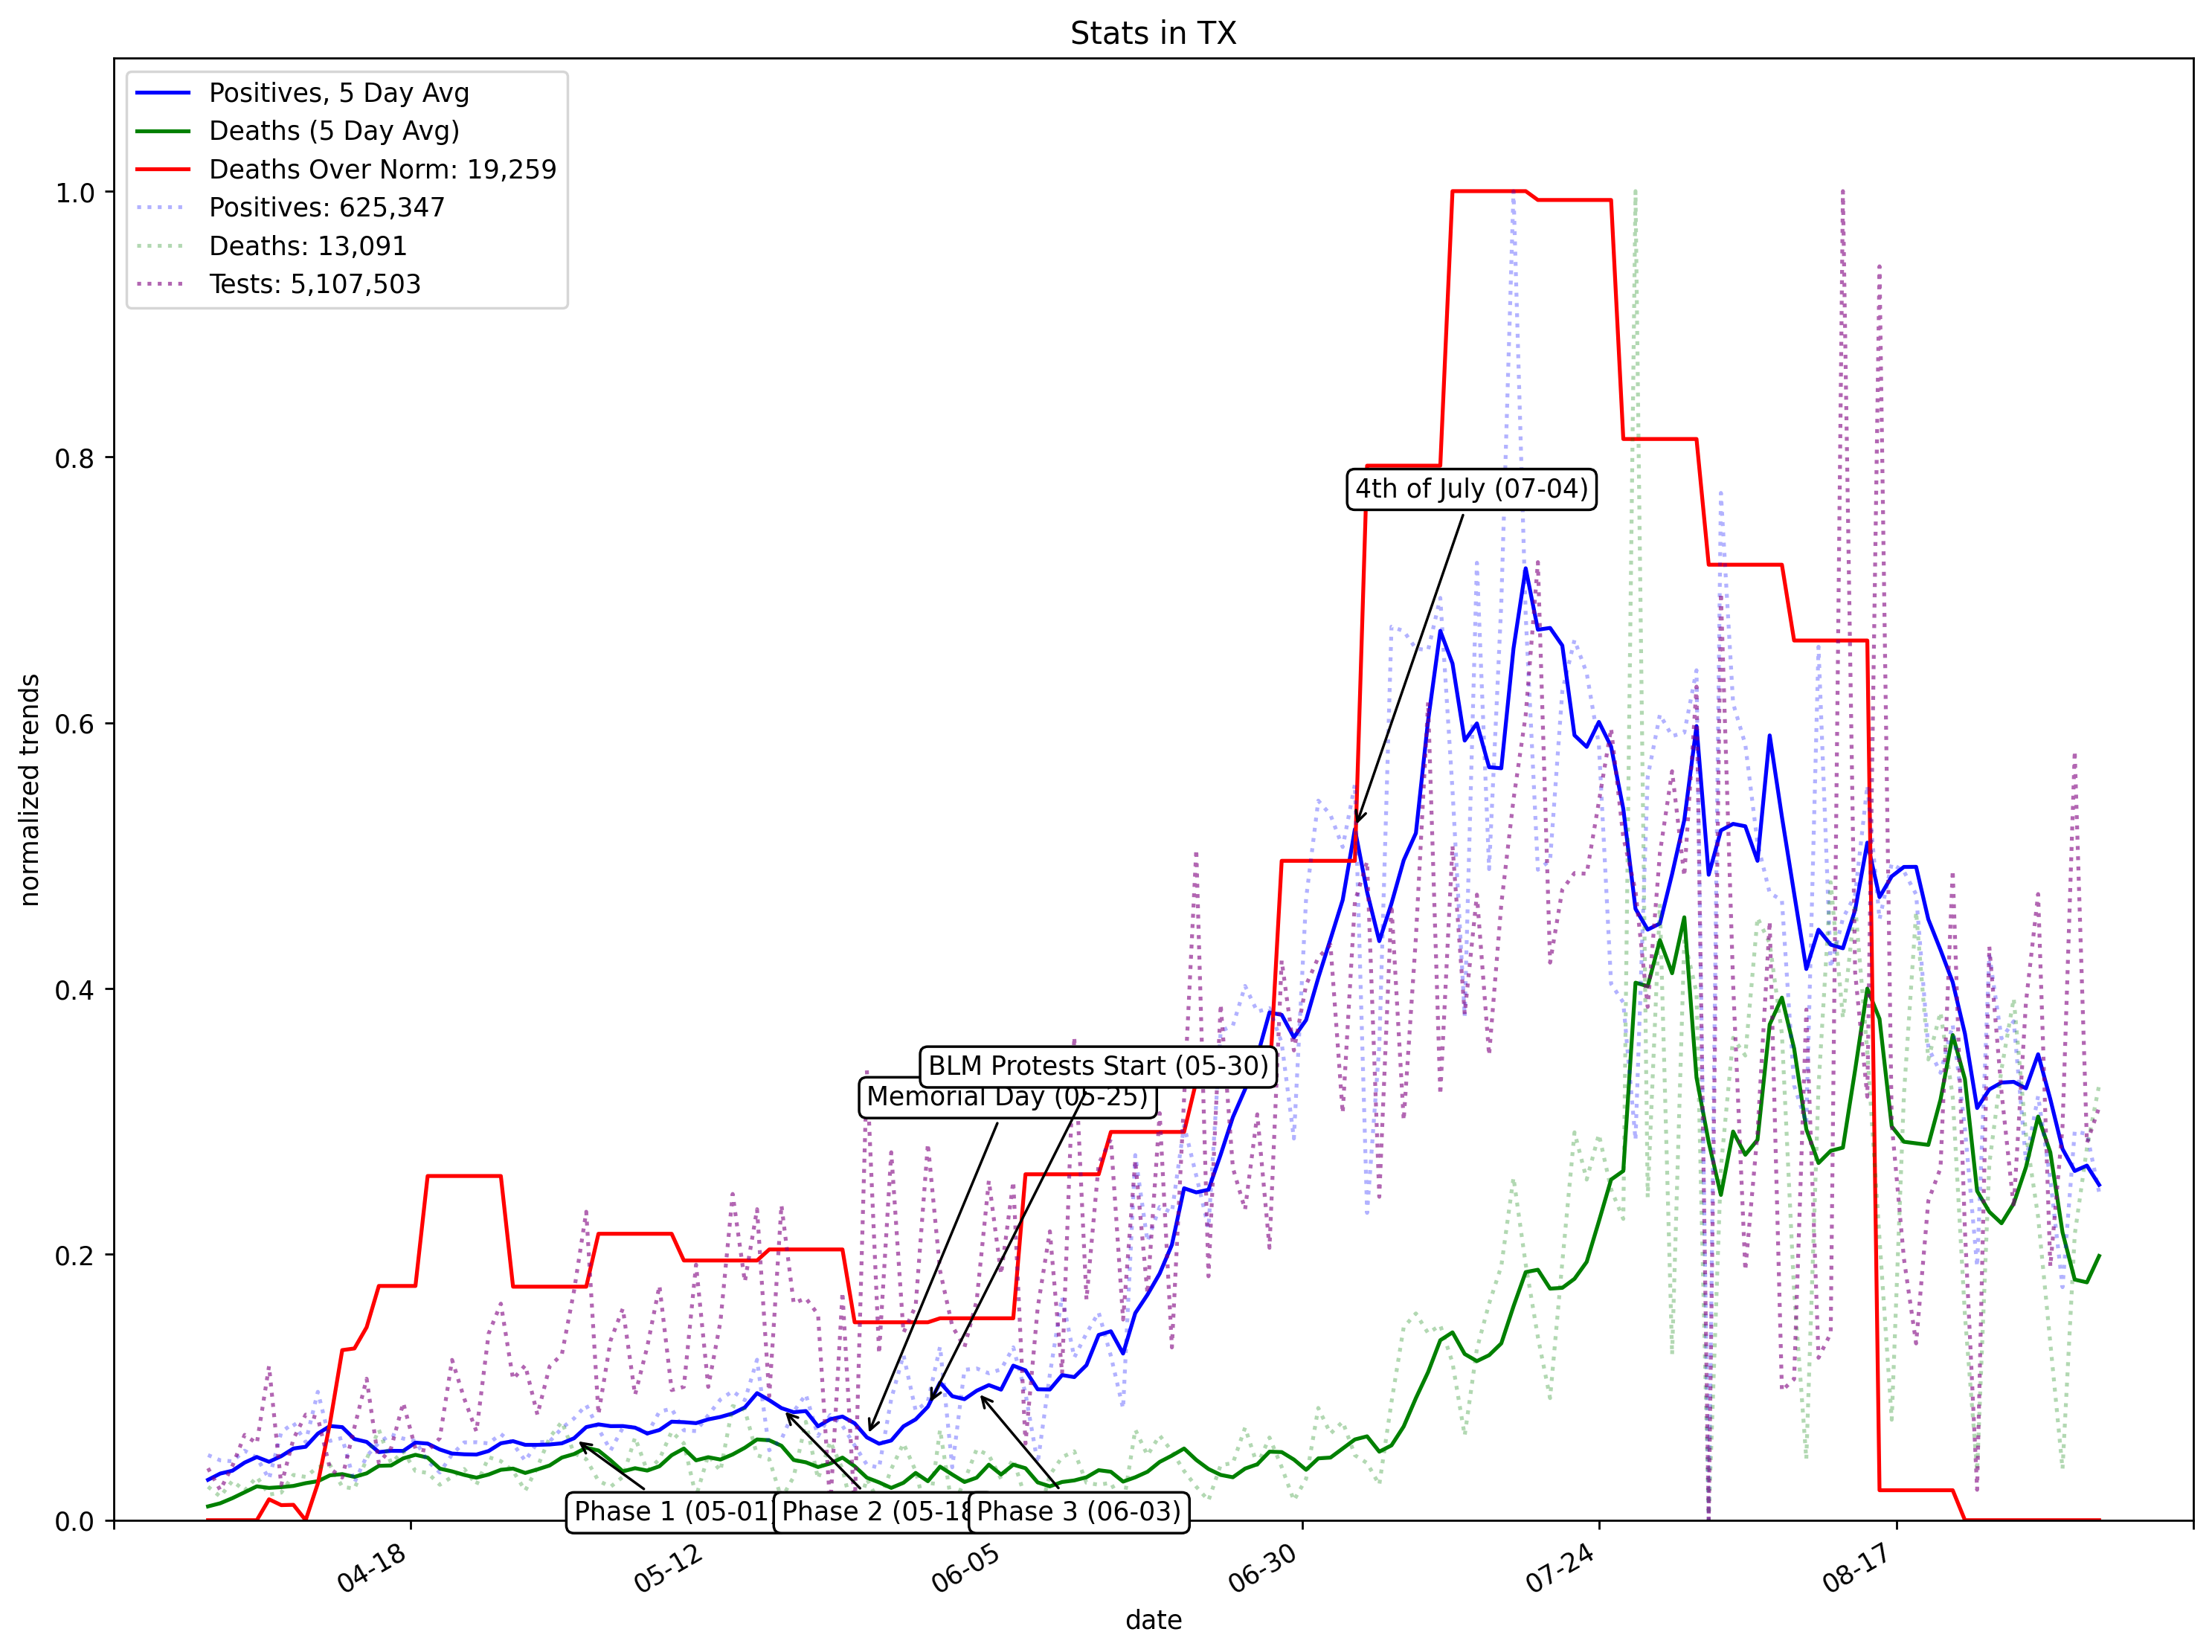 Stats in TX
Positives, 5 Day Avg
Deaths (5 Day Avg)
Deaths Over Norm: 19,259
Positives: 625,347
Deaths: 13,091
Tests: 5,107,503
1.0
0.8
0.6
0.4
0.2
0.0
normalized trends
4th of July (07-04)
BLM Protests Start (05-30)
Memorial Day (05-25)
Phase 1 (05-01
Phase 2 (05-18
Phase 3 (06-03)
04-18
05-12
06-05
06-30
07-24
08-17
date